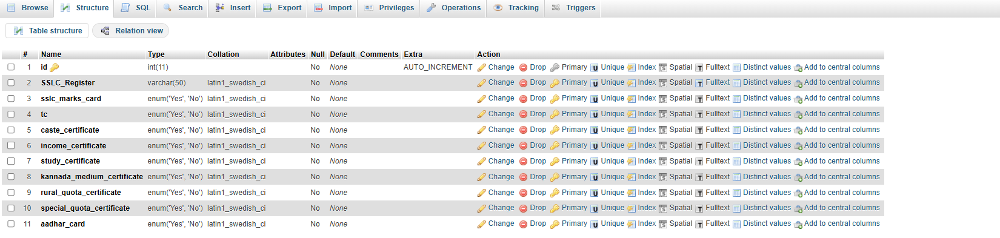 Browse Structure SQL Search Insert Export Import Privileges Operations Tracking Triggers
Table structure Relation view
# Name Type Collation Attributes Null Default Comments Extra Action
1 id int(11) No None AUTO_INCREMENT Change Drop Primary Unique Index Spatial Fulltext Distinct values Add to central columns
2 SSLC_Register varchar(50) latin1_swedish_ci No None Change Drop Primary Unique Index Spatial Fulltext Distinct values Add to central columns
3 sslc_marks_card enum('Yes', 'No') latin1_swedish_ci No None Change Drop Primary Unique Index Spatial Fulltext Distinct values Add to central columns
4 tc enum('Yes', 'No') latin1_swedish_ci No None Change Drop Primary Unique Index Spatial Fulltext Distinct values Add to central columns
5 caste_certificate enum('Yes', 'No') latin1_swedish_ci No None Change Drop Primary Unique Index Spatial Fulltext Distinct values Add to central columns
6 income_certificate enum('Yes', 'No') latin1_swedish_ci No None Change Drop Primary Unique Index Spatial Fulltext Distinct values Add to central columns
7 study_certificate enum('Yes', 'No') latin1_swedish_ci No None Change Drop Primary Unique Index Spatial Fulltext Distinct values Add to central columns
8 kannada_medium_certificate enum('Yes', 'No') latin1_swedish_ci No None Change Drop Primary Unique Index Spatial Fulltext Distinct values Add to central columns
9 rural_quota_certificate enum('Yes', 'No') latin1_swedish_ci No None Change Drop Primary Unique Index Spatial Fulltext Distinct values Add to central columns
10 special_quota_certificate enum('Yes', 'No') latin1_swedish_ci No None Change Drop Primary Unique Index Spatial Fulltext Distinct values Add to central columns
11 aadhar_card enum('Yes', 'No') latin1_swedish_ci No None Change Drop Primary Unique Index Spatial Fulltext Distinct values Add to central columns